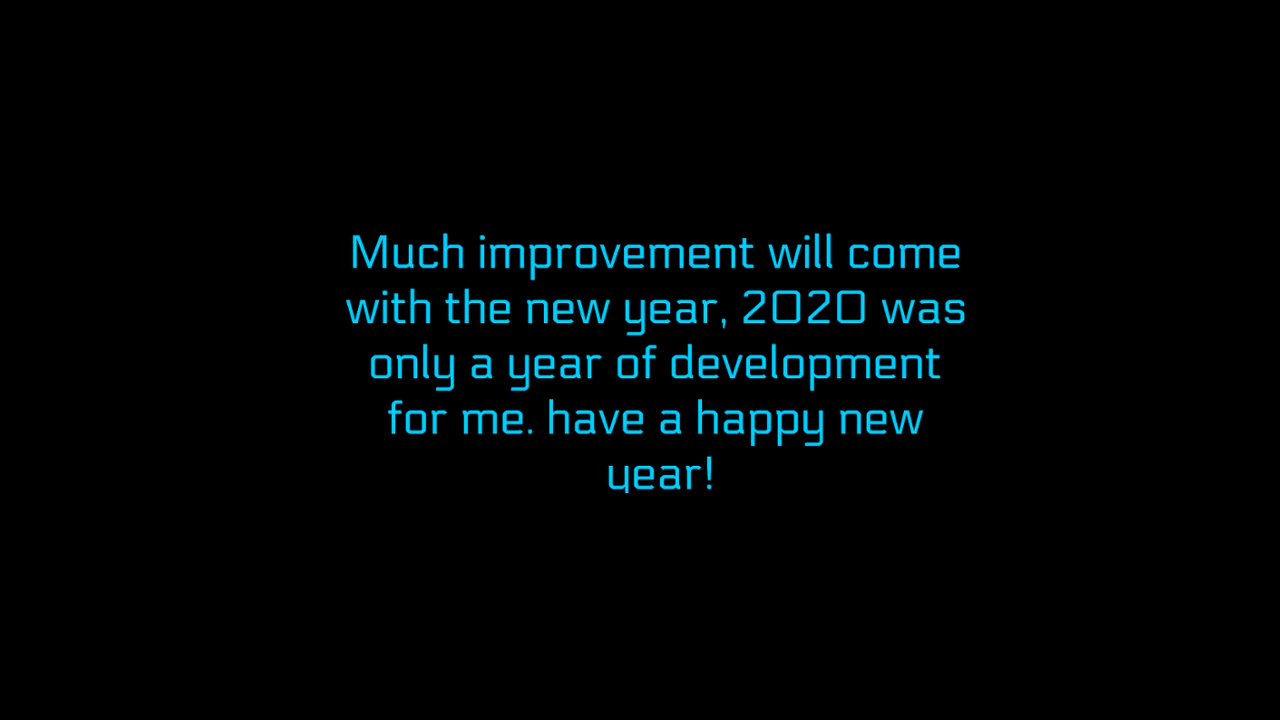 Much improvement will come
with the new year, 2020 was
only a year of development
for me. have a happy new
year!